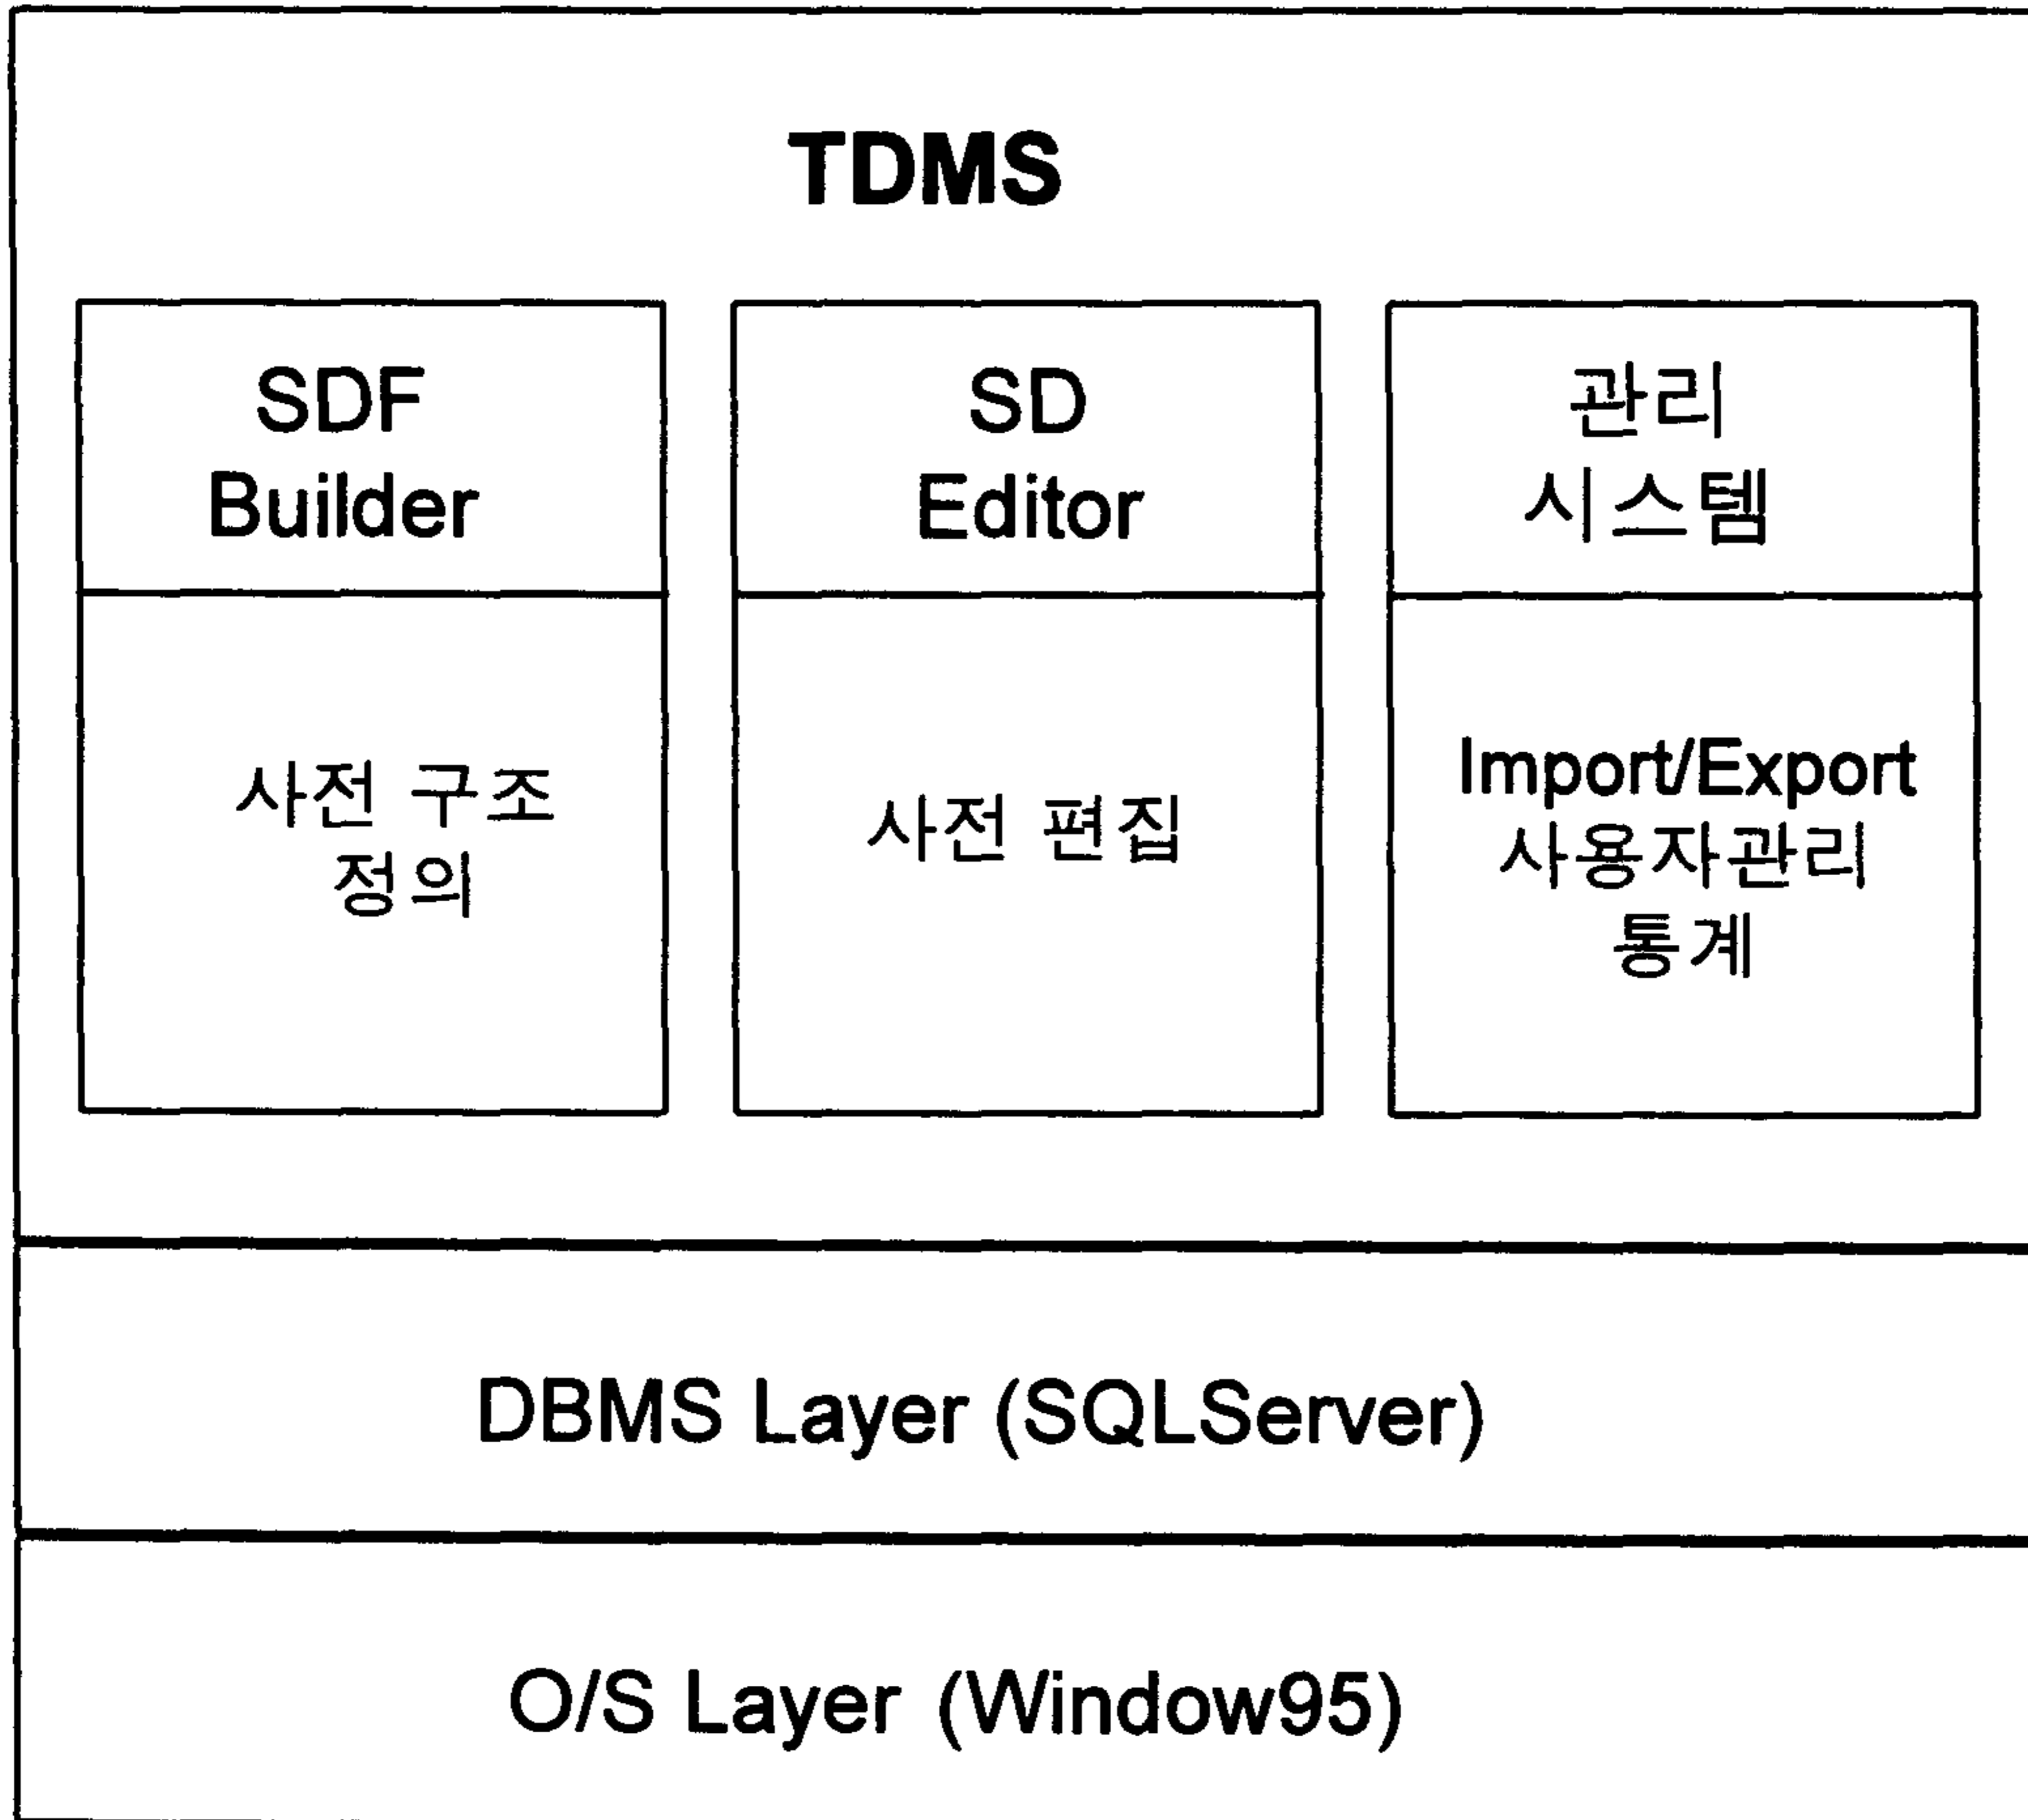 TDMS
SDF
Builder
사전 구조
정의
SD
Editor
사전 편집
관리
시스템
Import/Export
사용자관리
통계
DBMS Layer (SQLServer)
O/S Layer (Window95)